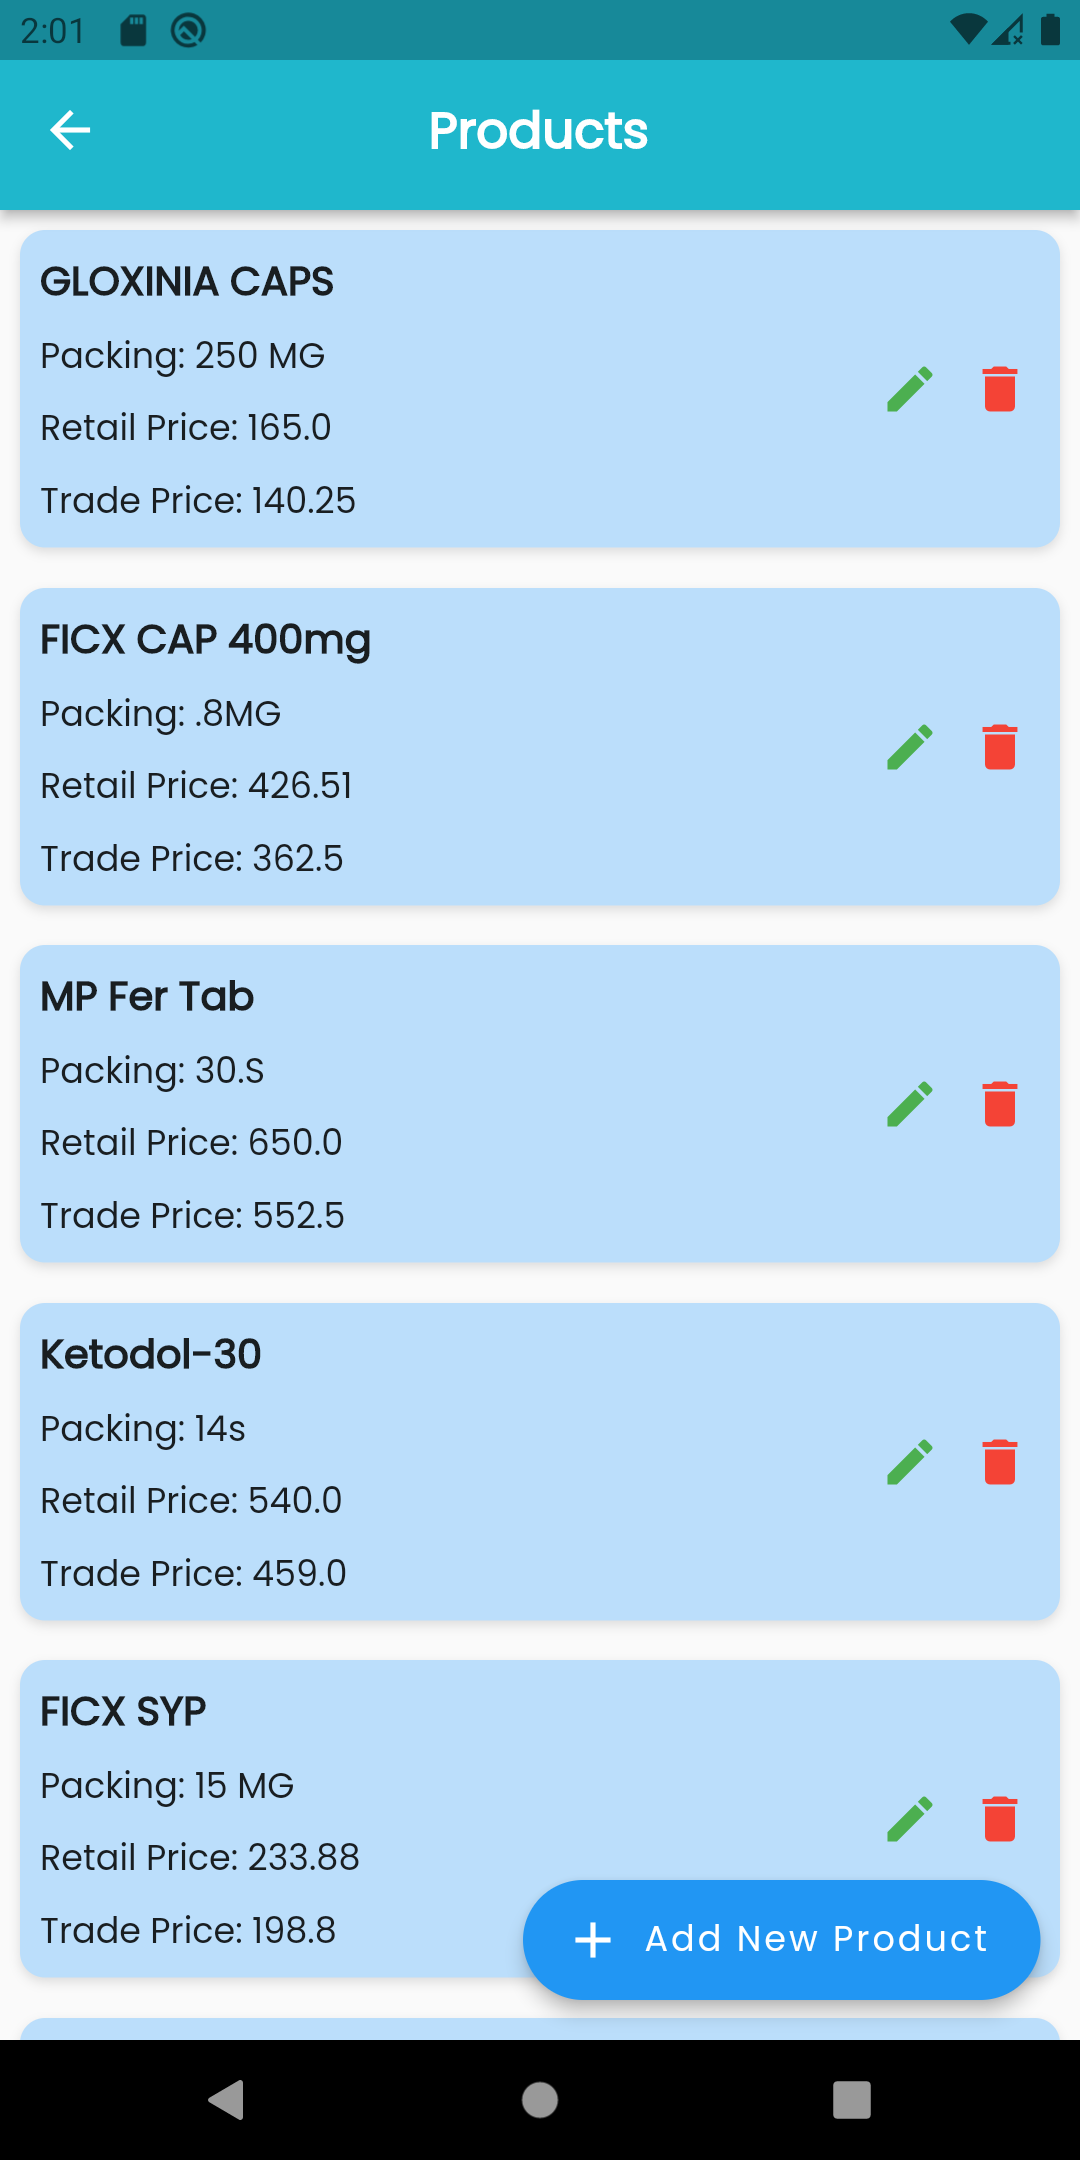 2:01
Products
GLOXINIA CAPS
Packing: 250 MG
Retail Price: 165.0
Trade Price: 140.25
FICX CAP 400mg
Packing: .8MG
Retail Price: 426.51
Trade Price: 362.5
MP Fer Tab
Packing: 30.S
Retail Price: 650.0
Trade Price: 552.5
Ketodol-30
Packing: 14s
Retail Price: 540.0
Trade Price: 459.0
FICX SYP
Packing: 15 MG
Retail Price: 233.88
Trade Price: 198.8
Add New Product